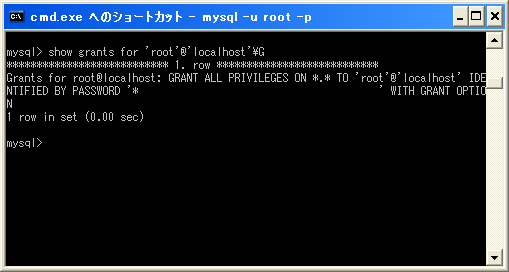 cmd.exe へのショートカット - mysql -u root -p
mysql> show grants for 'root'@'localhost'¥G
*************************** 1. row ***************************
Grants for root@localhost: GRANT ALL PRIVILEGES ON *.* TO 'root'@'localhost' IDE
NTIFIED BY PASSWORD '*                                        ' WITH GRANT OPTIO
N
1 row in set (0.00 sec)
mysql>